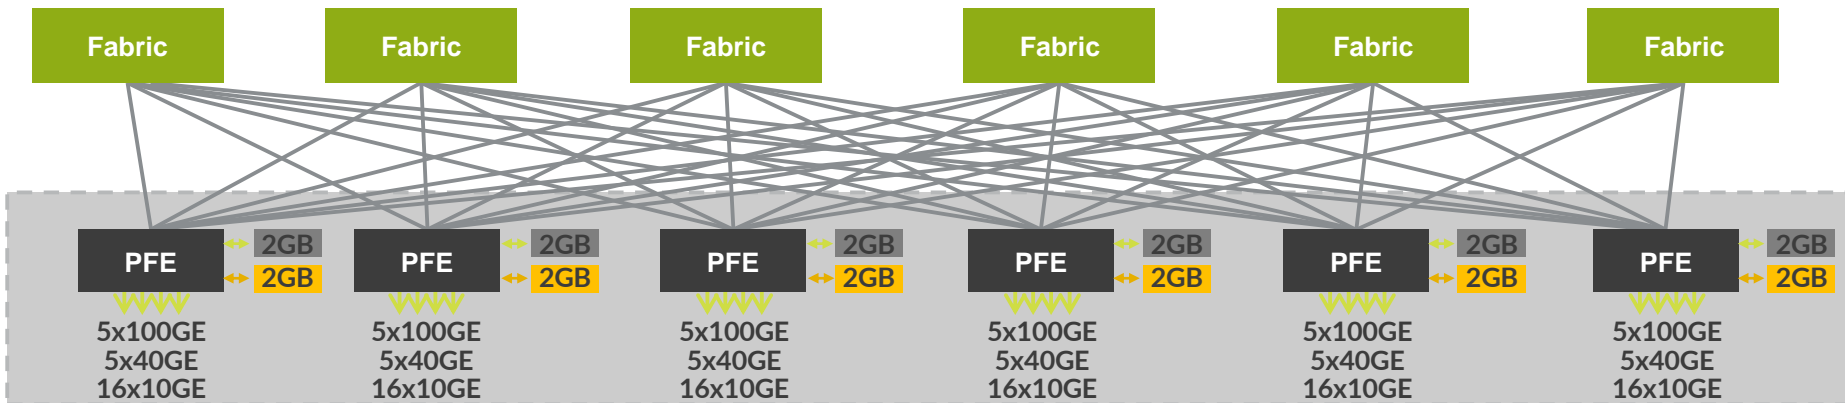 Fabric Fabric Fabric Fabric Fabric Fabric
2GB 2GB 2GB 2GB 2GB 2GB
PFE PFE PFE PFE PFE PFE
2GB 2GB 2GB 2GB 2GB 2GB
5x100GE 5x100GE 5x100GE 5x100GE 5x100GE 5x100GE
5x40GE 5x40GE 5x40GE 5x40GE 5x40GE 5x40GE
16x10GE 16x10GE 16x10GE 16x10GE 16x10GE 16x10GE